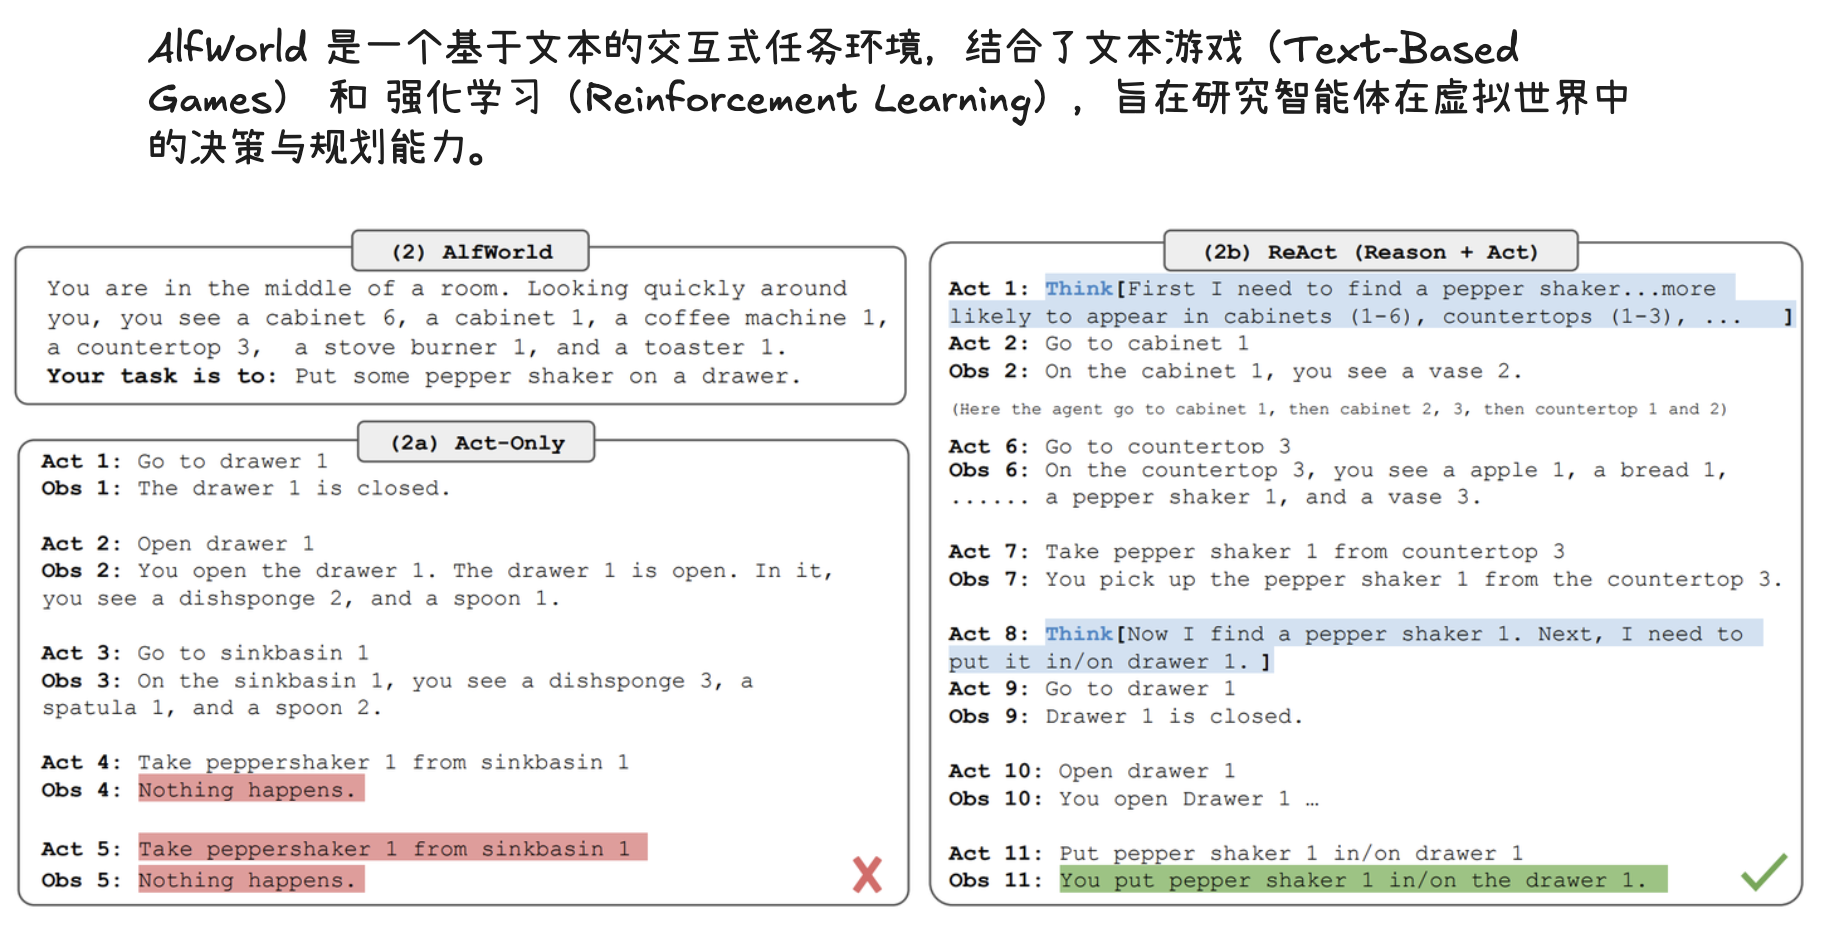 AlfWorld 是一个基于文本的交互式任务环境，结合了文本游戏（Text-Based
Games） 和 强化学习（Reinforcement Learning），旨在研究智能体在虚拟世界中
的决策与规划能力。
(2) AlfWorld
You are in the middle of a room. Looking quickly around
you, you see a cabinet 6, a cabinet 1, a coffee machine 1,
a countertop 3,  a stove burner 1, and a toaster 1.
Your task is to: Put some pepper shaker on a drawer.
(2a) Act-Only
Act 1: Go to drawer 1
Obs 1: The drawer 1 is closed.
Act 2: Open drawer 1
Obs 2: You open the drawer 1. The drawer 1 is open. In it,
you see a dishsponge 2, and a spoon 1.
Act 3: Go to sinkbasin 1
Obs 3: On the sinkbasin 1, you see a dishsponge 3, a
spatula 1, and a spoon 2.
Act 4: Take peppershaker 1 from sinkbasin 1
Obs 4: Nothing happens.
Act 5: Take peppershaker 1 from sinkbasin 1
Obs 5: Nothing happens.
(2b) ReAct (Reason + Act)
Act 1: Think[First I need to find a pepper shaker...more
likely to appear in cabinets (1-6), countertops (1-3), ...   ]
Act 2: Go to cabinet 1
Obs 2: On the cabinet 1, you see a vase 2.
(Here the agent go to cabinet 1, then cabinet 2, 3, then countertop 1 and 2)
Act 6: Go to countertop 3
Obs 6: On the countertop 3, you see a apple 1, a bread 1,
...... a pepper shaker 1, and a vase 3.
Act 7: Take pepper shaker 1 from countertop 3
Obs 7: You pick up the pepper shaker 1 from the countertop 3.
Act 8: Think[Now I find a pepper shaker 1. Next, I need to
put it in/on drawer 1. ]
Act 9: Go to drawer 1
Obs 9: Drawer 1 is closed.
Act 10: Open drawer 1
Obs 10: You open Drawer 1 …
Act 11: Put pepper shaker 1 in/on drawer 1
Obs 11: You put pepper shaker 1 in/on the drawer 1.